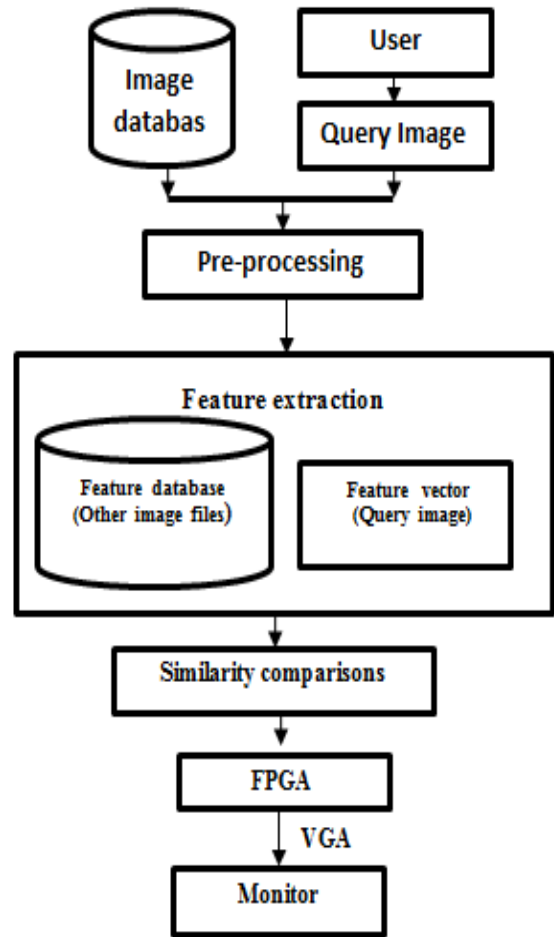 Image
databas
User
Query Image
Pre-processing
Feature extraction
Feature database
(Other image files)
Feature vector
(Query image)
Similarity comparisons
FPGA
VGA
Monitor